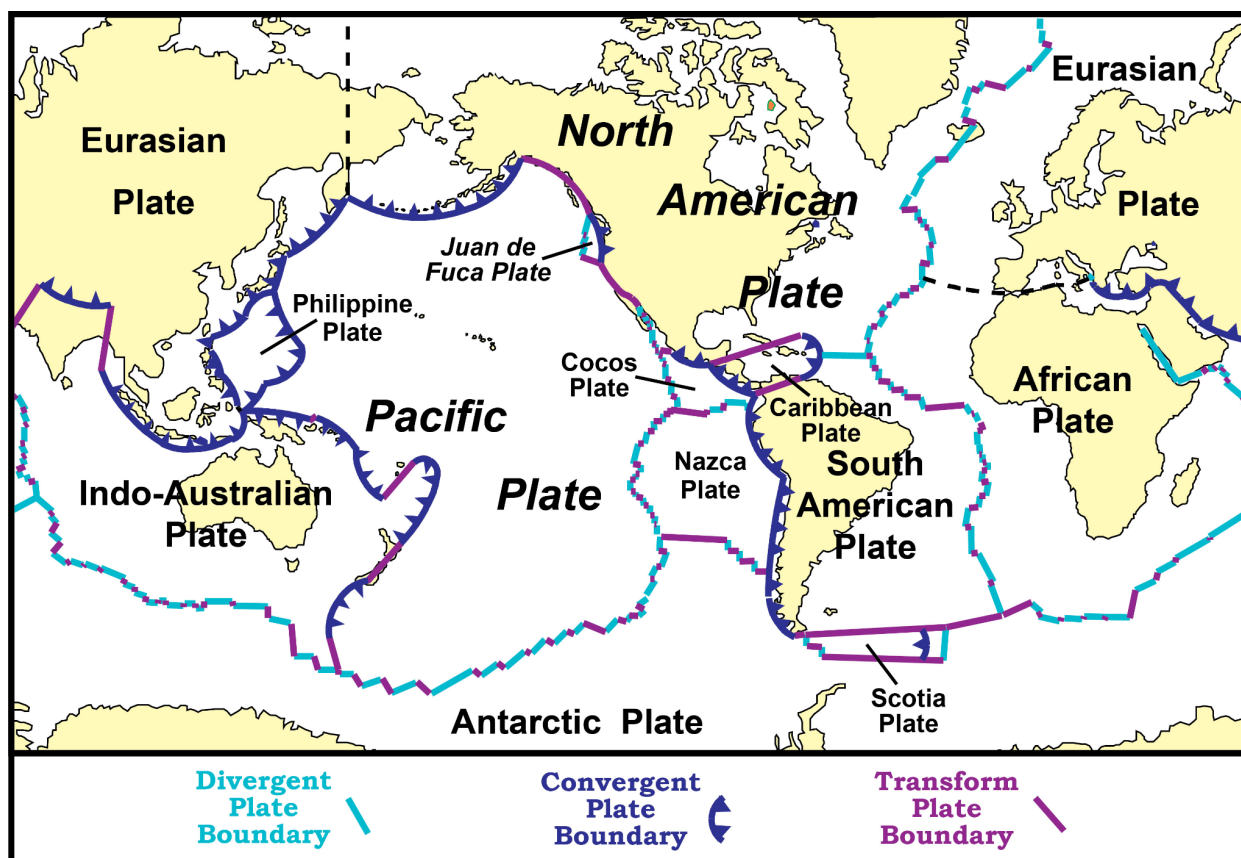 Eurasian
Plate
North
American
Plate
Eurasian
Plate
Juan de
Fuca Plate
Philippine
Plate
Cocos
Plate
Caribbean
Plate
African
Plate
Pacific
Plate
Nazca
Plate
South
American
Plate
Indo-Australian
Plate
Scotia
Plate
Antarctic Plate
Divergent
Plate
Boundary
Convergent
Plate
Boundary
Transform
Plate
Boundary